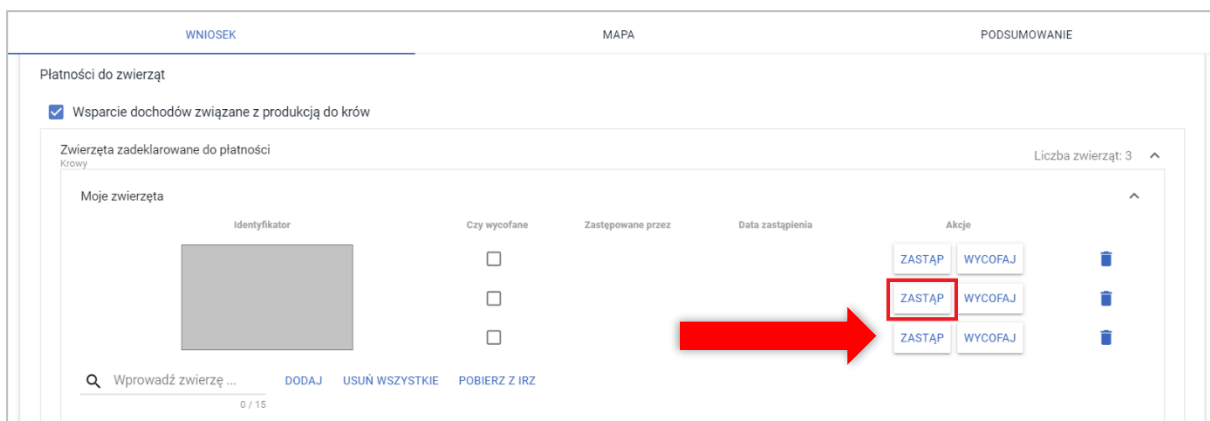 WNIOSEK MAPA PODSUMOWANIE
Płatności do zwierząt
Wsparcie dochodów związane z produkcją do krów
Zwierzęta zadeklarowane do płatności
Krowy
Liczba zwierząt: 3
Moje zwierzęta
Identyfikator Czy wycofane Zastępowane przez Data zastąpienia Akcje
ZASTĄP WYCOFAJ
ZASTĄP WYCOFAJ
ZASTĄP WYCOFAJ
Wprowadź zwierzę ... DODAJ USUŃ WSZYSTKIE POBIERZ Z IRZ
0 / 15